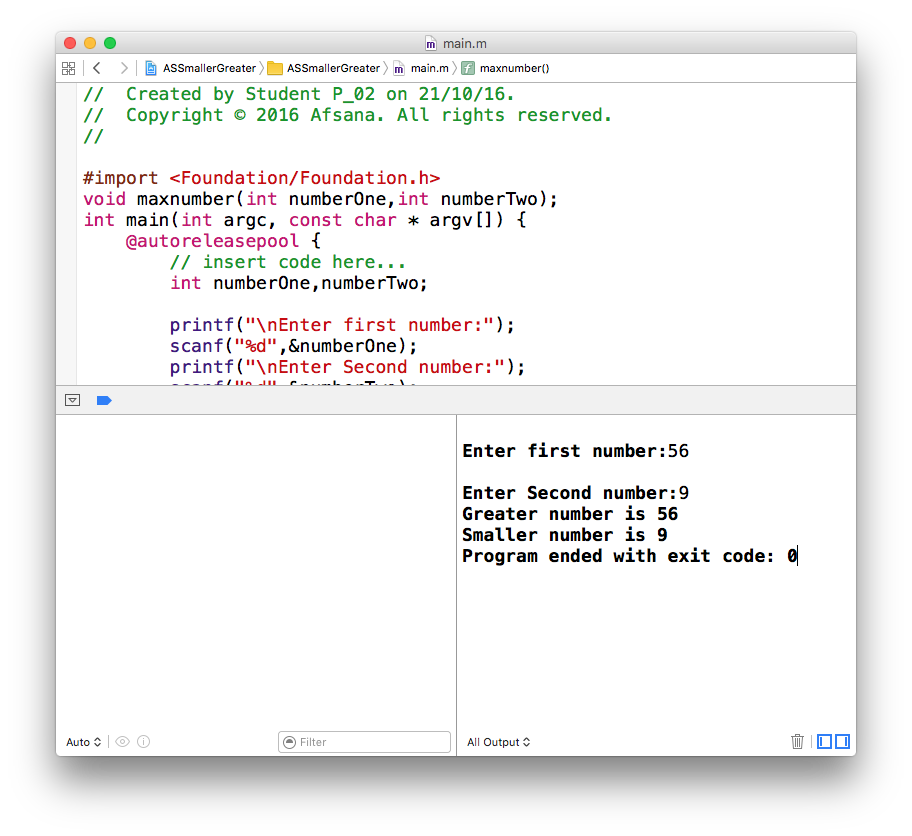 main.m
ASSmallerGreater ASSmallerGreater main.m maxnumber()
//  Created by Student P_02 on 21/10/16.
//  Copyright © 2016 Afsana. All rights reserved.
//
#import <Foundation/Foundation.h>
void maxnumber(int numberOne,int numberTwo);
int main(int argc, const char * argv[]) {
    @autoreleasepool {
        // insert code here...
        int numberOne,numberTwo;
        printf("\nEnter first number:");
        scanf("%d",&numberOne);
        printf("\nEnter Second number:");
        scanf("%d",&numberTwo);
Enter first number:56
Enter Second number:9
Greater number is 56
Smaller number is 9
Program ended with exit code: 0
Auto
Filter
All Output